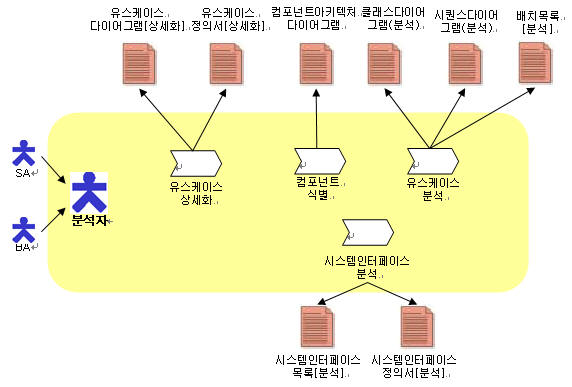 유스케이스
다이어그램[상세화]
유스케이스
정의서[상세화]
컴포넌트아키텍처
다이어그램
클래스다이어
그램(분석)
시퀀스다이어
그램(분석)
배치목록
[분석]
SA
BA
분석자
유스케이스
상세화
컴포넌트
식별
유스케이스
분석
시스템인터페이스
분석
시스템인터페이스
목록[분석]
시스템인터페이스
정의서[분석]